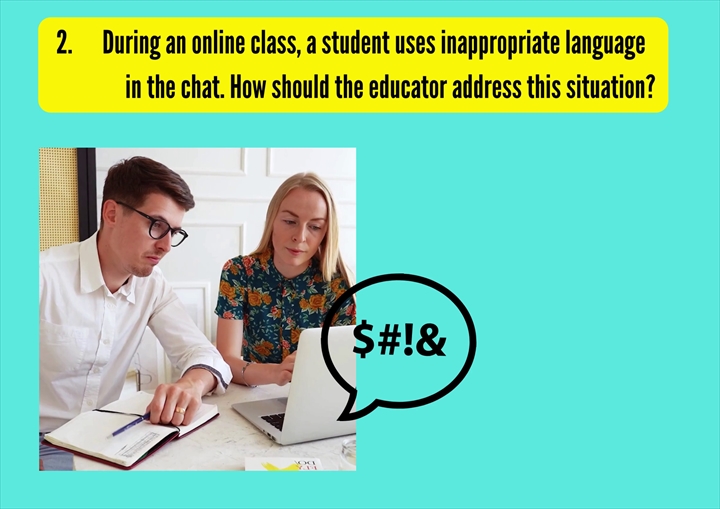 2. During an online class, a student uses inappropriate language
in the chat. How should the educator address this situation?
$#!&